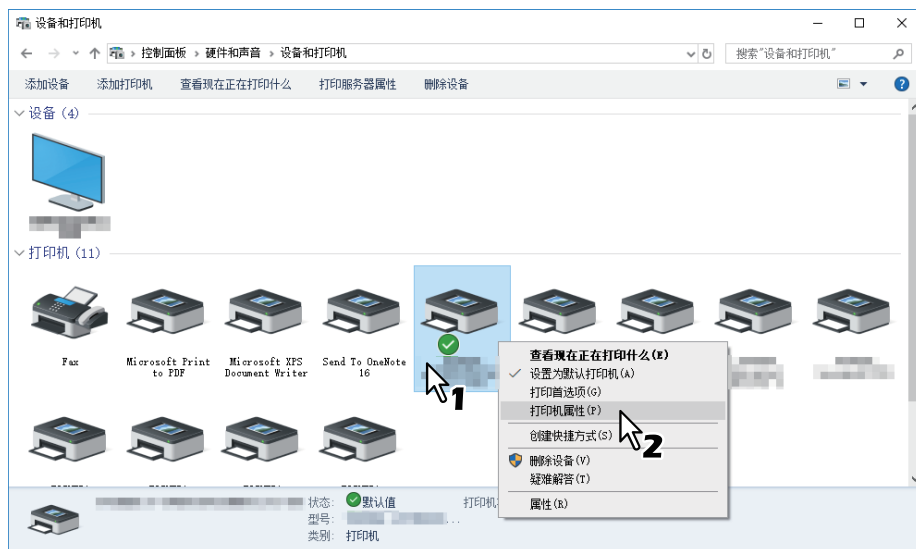 设备和打印机
控制面板 › 硬件和声音 › 设备和打印机
搜索"设备和打印机"
添加设备 添加打印机 查看现在正在打印什么 打印服务器属性 删除设备
设备 (4)
打印机 (11)
Fax
Microsoft Print to PDF
Microsoft XPS Document Writer
Send To OneNote 16
1
查看现在正在打印什么(E)
设置为默认打印机(A)
打印首选项(G)
打印机属性(P)
2
创建快捷方式(S)
删除设备(V)
疑难解答(T)
属性(R)
状态: 默认值
打印机
型号: ...
类别: 打印机